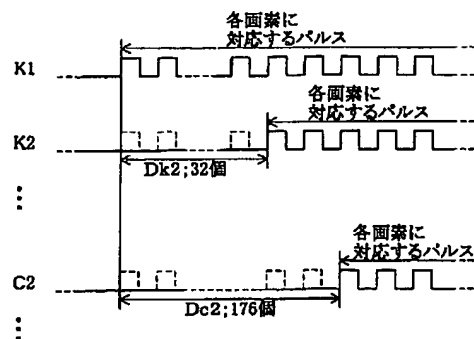 各画素に
対応するパルス
K1
各画素に
対応するパルス
K2
Dk2;32個
各画素に
対応するパルス
C2
Dc2;176個